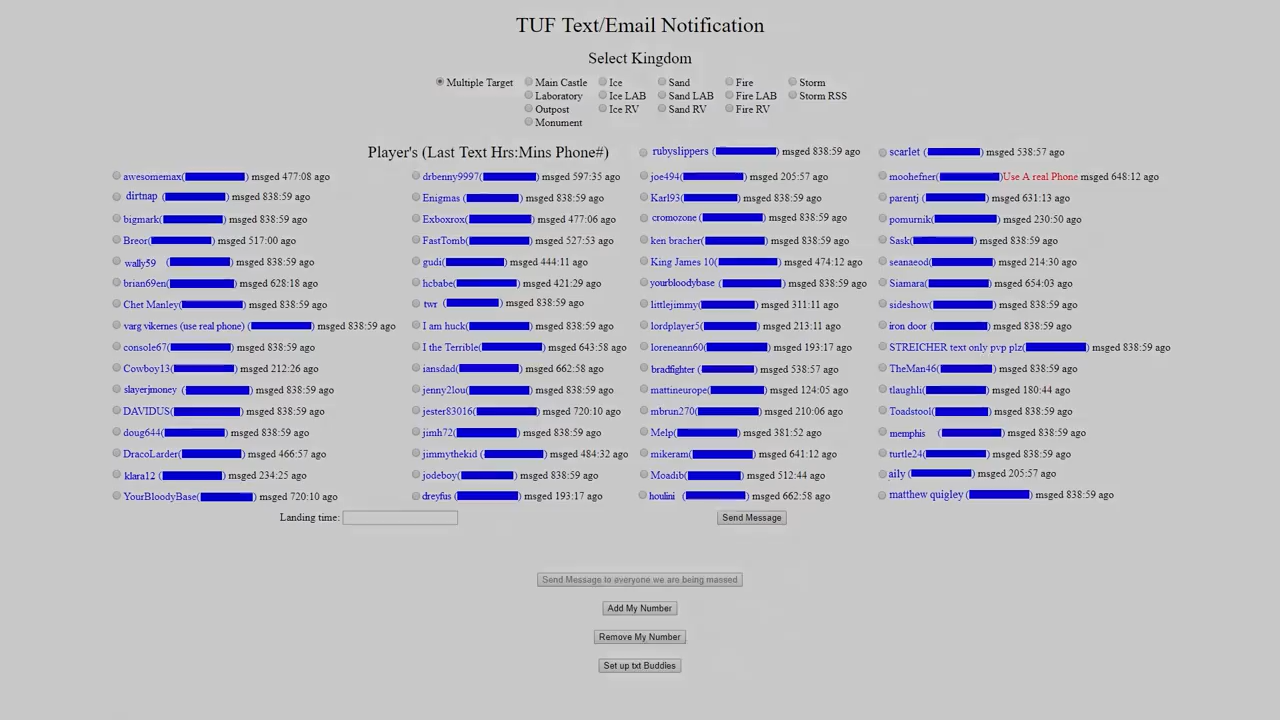 TUF Text/Email Notification
Select Kingdom
Multiple Target Main Castle Ice Sand Fire Storm
Laboratory Ice LAB Sand LAB Fire LAB Storm RSS
Outpost Ice RV Sand RV Fire RV
Monument
Player's (Last Text Hrs:Mins Phone#) rubyslippers ( ) msged 838:59 ago scarlet ( ) msged 538:57 ago
awesomemax( ) msged 477:08 ago drbenny9997( ) msged 597:35 ago joe494( ) msged 205:57 ago moohefner( )Use A real Phone msged 648:12 ago
dirtnap ( ) msged 838:59 ago Enigmas ( ) msged 838:59 ago Karl93( ) msged 838:59 ago parentj ( ) msged 631:13 ago
bigmark( ) msged 838:59 ago Exboxrox( ) msged 477:06 ago cromozone ( ) msged 838:59 ago pomurnik( ) msged 230:50 ago
Breor( ) msged 517:00 ago FastTomb( ) msged 527:53 ago ken bracher( ) msged 838:59 ago Sask( ) msged 838:59 ago
wally59 ( ) msged 838:59 ago gudi( ) msged 444:11 ago King James 10( ) msged 474:12 ago seanaeod( ) msged 214:30 ago
brian69en( ) msged 628:18 ago hcbabe( ) msged 421:29 ago yourbloodybase ( ) msged 838:59 ago Siamara( ) msged 654:03 ago
Chet Manley( ) msged 838:59 ago twr ( ) msged 838:59 ago littlejimmy( ) msged 311:11 ago sideshow( ) msged 838:59 ago
varg vikernes (use real phone) ( ) msged 838:59 ago I am huck( ) msged 838:59 ago lordplayer5( ) msged 213:11 ago iron door ( ) msged 838:59 ago
console67( ) msged 838:59 ago I the Terrible( ) msged 643:58 ago loreneann60( ) msged 193:17 ago STREICHER text only pvp plz( ) msged 838:59 ago
Cowboy13( ) msged 212:26 ago iansdad( ) msged 662:58 ago bradfighter ( ) msged 538:57 ago TheMan46( ) msged 838:59 ago
slayerjmoney ( ) msged 838:59 ago jenny2lou( ) msged 838:59 ago mattineurope( ) msged 124:05 ago tlaughli( ) msged 180:44 ago
DAVIDUS( ) msged 838:59 ago jester83016( ) msged 720:10 ago mbrun270( ) msged 210:06 ago Toadstool( ) msged 838:59 ago
doug644( ) msged 838:59 ago jimh72( ) msged 838:59 ago Melp( ) msged 381:52 ago memphis ( ) msged 838:59 ago
DracoLarder( ) msged 466:57 ago jimmythekid ( ) msged 484:32 ago mikeram( ) msged 641:12 ago turtle24( ) msged 838:59 ago
klara12 ( ) msged 234:25 ago jodeboy( ) msged 838:59 ago Moadib( ) msged 512:44 ago aily ( ) msged 205:57 ago
YourBloodyBase( ) msged 720:10 ago dreyfus ( ) msged 193:17 ago houlini ( ) msged 662:58 ago matthew quigley ( ) msged 838:59 ago
Landing time: Send Message
Send Message to everyone we are being massed
Add My Number
Remove My Number
Set up txt Buddies